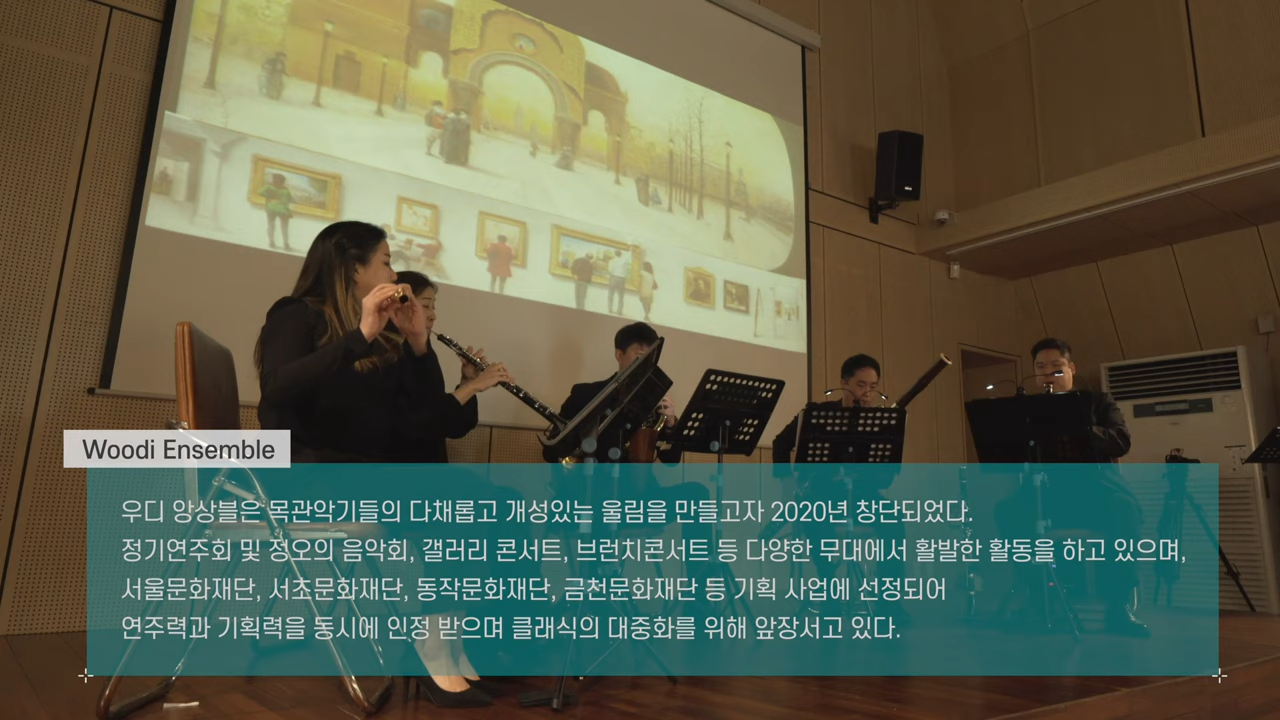 Woodi Ensemble
우디 앙상블은 목관악기들의 다채롭고 개성있는 울림을 만들고자 2020년 창단되었다.
정기연주회 및 정오의 음악회, 갤러리 콘서트, 브런치콘서트 등 다양한 무대에서 활발한 활동을 하고 있으며,
서울문화재단, 서초문화재단, 동작문화재단, 금천문화재단 등 기획 사업에 선정되어
연주력과 기획력을 동시에 인정 받으며 클래식의 대중화를 위해 앞장서고 있다.